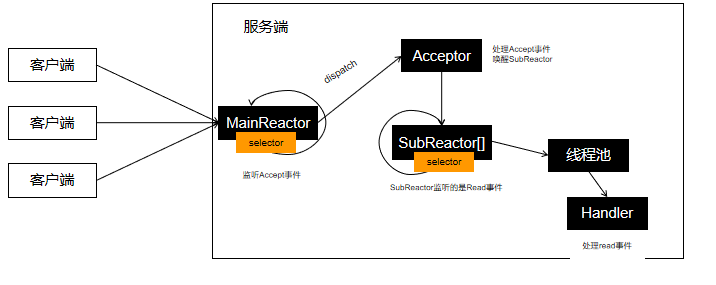 服务端
客户端
客户端
客户端
dispatch
Acceptor
处理Accept事件
唤醒SubReactor
MainReactor
selector
监听Accept事件
SubReactor[]
selector
SubReactor监听的是Read事件
线程池
Handler
处理read事件